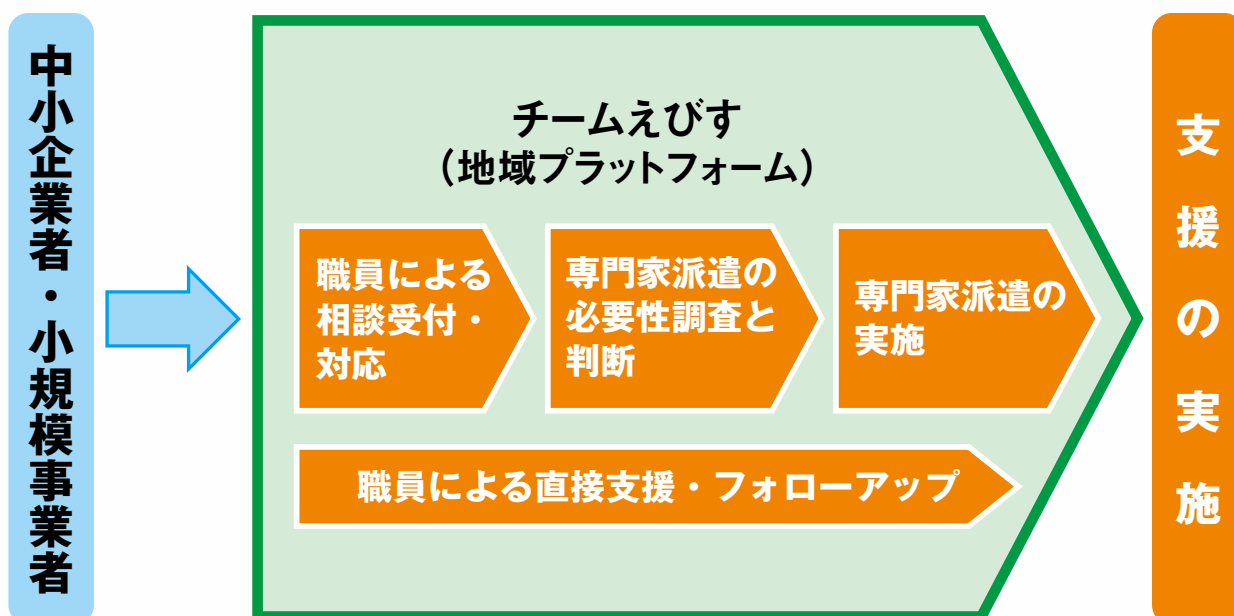 中小企業者・小規模事業者
チームえびす
（地域プラットフォーム）
職員による
相談受付・
対応
専門家派遣の
必要性調査と
判断
専門家派遣の
実施
職員による直接支援・フォローアップ
支援の実施